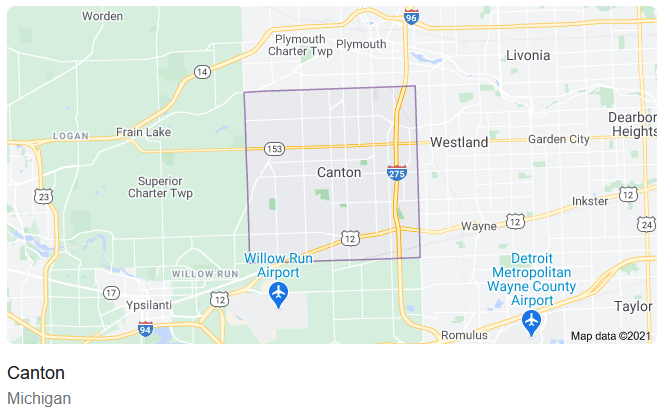 Worden
96
Plymouth
Charter Twp
Plymouth
Livonia
14
Dearbor
Heights
LOGAN
Frain Lake
153
Westland
Garden City
Canton
275
Superior
Charter Twp
23
Inkster
12
24
Wayne
12
12
Willow Run
Airport
Detroit
Metropolitan
Wayne County
Airport
WILLOW RUN
17
Ypsilanti
12
94
Taylor
Romulus
Map data ©2021
Canton
Michigan